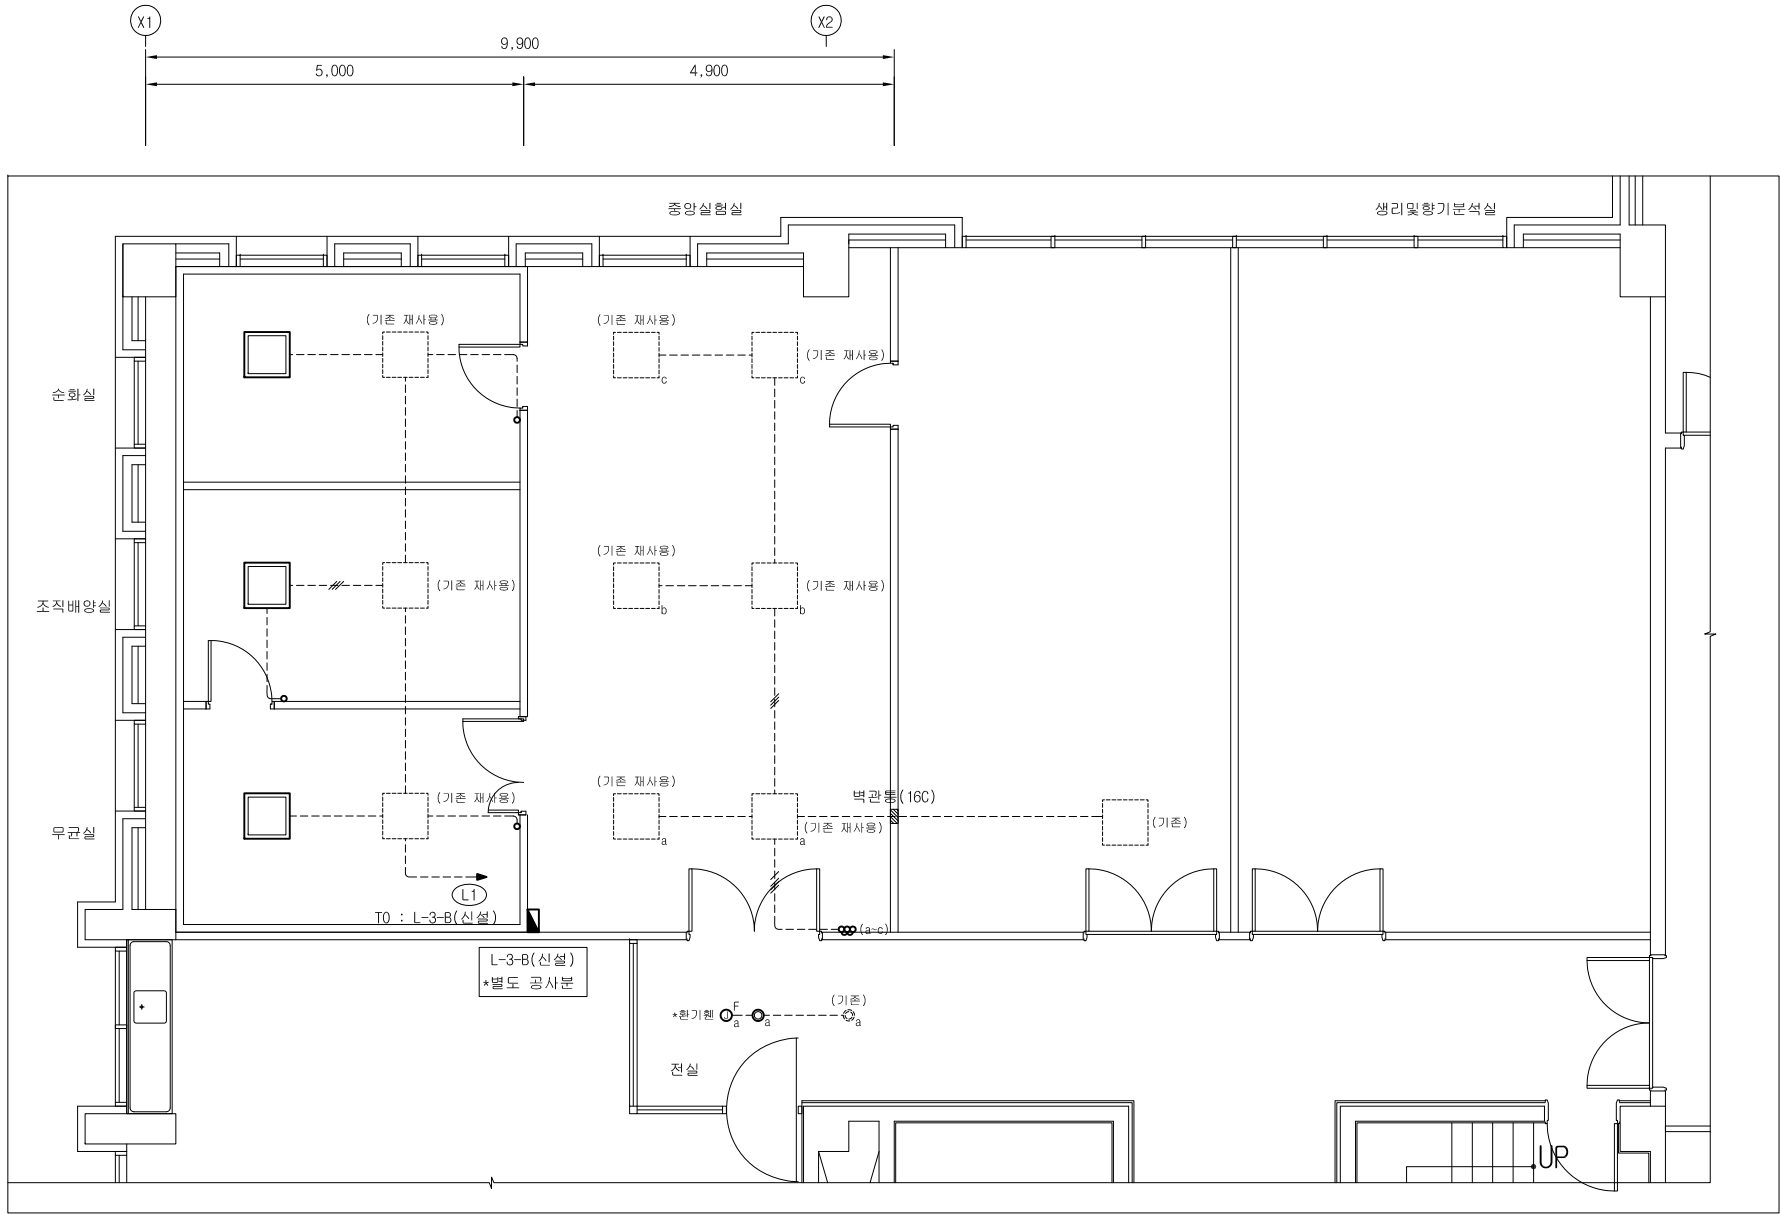 X1
X2
9,900
5,000
4,900
중앙실험실
생리및향기분석실
(기존 재사용)
(기존 재사용)
(기존 재사용)
c
c
순화실
(기존 재사용)
(기존 재사용)
(기존 재사용)
b
b
조직배양실
(기존 재사용)
(기존 재사용)
벽관통(16C)
(기존 재사용)
(기존)
a
a
무균실
L1
TO : L-3-B(신설)
(a~c)
L-3-B(신설)
*별도 공사분
*환기휀
J
F
a
a
(기존)
a
전실
UP